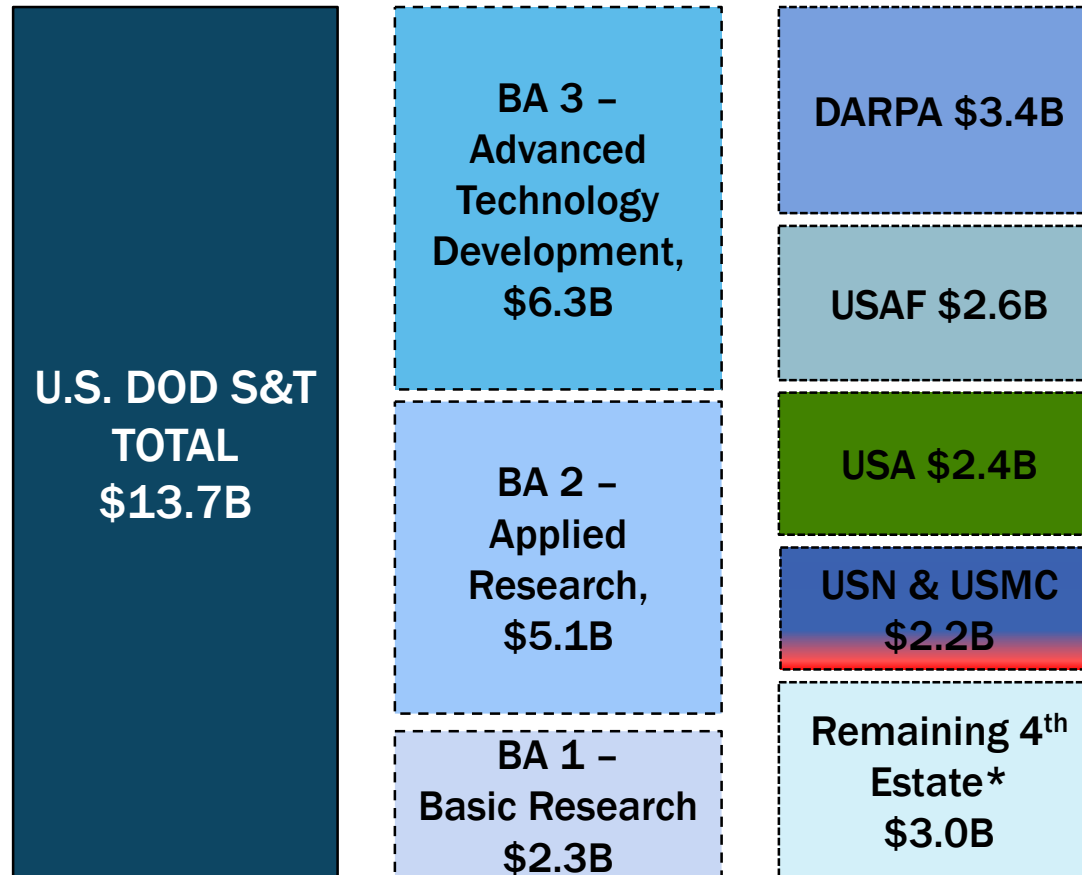 U.S. DOD S&T
TOTAL
$13.7B
BA 3 –
Advanced
Technology
Development,
$6.3B
BA 2 –
Applied
Research,
$5.1B
BA 1 –
Basic Research
$2.3B
DARPA $3.4B
USAF $2.6B
USA $2.4B
USN & USMC
$2.2B
Remaining 4th
Estate*
$3.0B